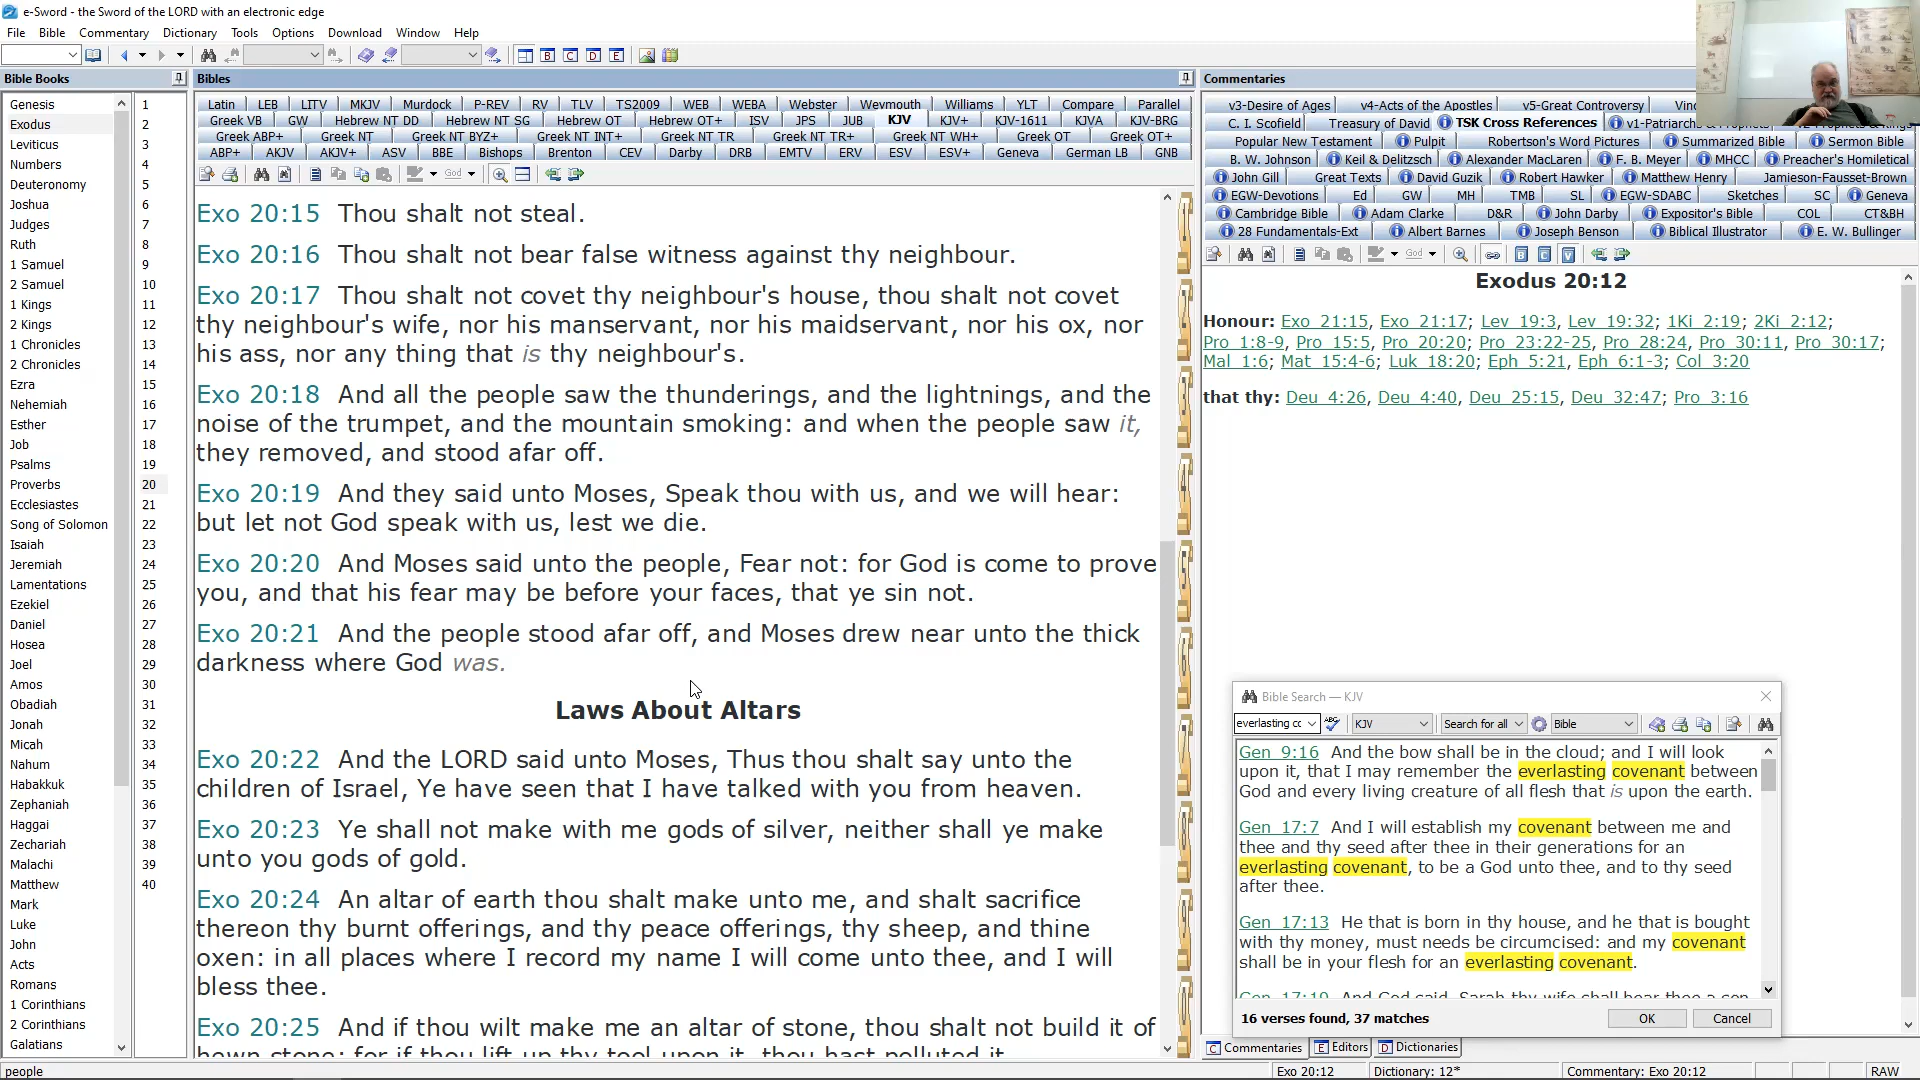 e-Sword - the Sword of the LORD with an electronic edge
File Bible Commentary Dictionary Tools Options Download Window Help
Bible Books
Genesis
Exodus
Leviticus
Numbers
Deuteronomy
Joshua
Judges
Ruth
1 Samuel
2 Samuel
1 Kings
2 Kings
1 Chronicles
2 Chronicles
Ezra
Nehemiah
Esther
Job
Psalms
Proverbs
Ecclesiastes
Song of Solomon
Isaiah
Jeremiah
Lamentations
Ezekiel
Daniel
Hosea
Joel
Amos
Obadiah
Jonah
Micah
Nahum
Habakkuk
Zephaniah
Haggai
Zechariah
Malachi
Matthew
Mark
Luke
John
Acts
Romans
1 Corinthians
2 Corinthians
Galatians
1
2
3
4
5
6
7
8
9
10
11
12
13
14
15
16
17
18
19
20
21
22
23
24
25
26
27
28
29
30
31
32
33
34
35
36
37
38
39
40
Bibles
Latin LEB LITV MKJV Murdock P-REV RV TLV TS2009 WEB WEBA Webster Weymouth Williams YLT Compare Parallel
Greek VB GW Hebrew NT DD Hebrew NT SG Hebrew OT Hebrew OT+ ISV JPS JUB KJV KJV+ KJV-1611 KJVA KJV-BRG
Greek ABP+ Greek NT Greek NT BYZ+ Greek NT INT+ Greek NT TR Greek NT TR+ Greek NT WH+ Greek OT Greek OT+
ABP+ AKJV AKJV+ ASV BBE Bishops Brenton CEV Darby DRB EMTV ERV ESV ESV+ Geneva German LB GNB
God
Exo 20:15 Thou shalt not steal.
Exo 20:16 Thou shalt not bear false witness against thy neighbour.
Exo 20:17 Thou shalt not covet thy neighbour's house, thou shalt not covet
thy neighbour's wife, nor his manservant, nor his maidservant, nor his ox, nor
his ass, nor any thing that is thy neighbour's.
Exo 20:18 And all the people saw the thunderings, and the lightnings, and the
noise of the trumpet, and the mountain smoking: and when the people saw it,
they removed, and stood afar off.
Exo 20:19 And they said unto Moses, Speak thou with us, and we will hear:
but let not God speak with us, lest we die.
Exo 20:20 And Moses said unto the people, Fear not: for God is come to prove
you, and that his fear may be before your faces, that ye sin not.
Exo 20:21 And the people stood afar off, and Moses drew near unto the thick
darkness where God was.
Laws About Altars
Exo 20:22 And the LORD said unto Moses, Thus thou shalt say unto the
children of Israel, Ye have seen that I have talked with you from heaven.
Exo 20:23 Ye shall not make with me gods of silver, neither shall ye make
unto you gods of gold.
Exo 20:24 An altar of earth thou shalt make unto me, and shalt sacrifice
thereon thy burnt offerings, and thy peace offerings, thy sheep, and thine
oxen: in all places where I record my name I will come unto thee, and I will
bless thee.
Exo 20:25 And if thou wilt make me an altar of stone, thou shalt not build it of
hewn stone: for if thou lift up thy tool upon it, thou hast polluted it.
Commentaries
v3-Desire of Ages v4-Acts of the Apostles v5-Great Controversy
C. I. Scofield Treasury of David TSK Cross References v1-Patriarchs & Prophets
Popular New Testament Pulpit Robertson's Word Pictures Summarized Bible Sermon Bible
B. W. Johnson Keil & Delitzsch Alexander MacLaren F. B. Meyer MHCC Preacher's Homiletical
John Gill Great Texts David Guzik Robert Hawker Matthew Henry Jamieson-Fausset-Brown
EGW-Devotions Ed GW MH TMB SL EGW-SDABC Sketches SC Geneva
Cambridge Bible Adam Clarke D&R John Darby Expositor's Bible COL CT&BH
28 Fundamentals-Ext Albert Barnes Joseph Benson Biblical Illustrator E. W. Bullinger
God
Exodus 20:12
Honour: Exo 21:15, Exo 21:17; Lev 19:3, Lev 19:32; 1Ki 2:19; 2Ki 2:12;
Pro 1:8-9, Pro 15:5, Pro 20:20; Pro 23:22-25, Pro 28:24, Pro 30:11, Pro 30:17;
Mal 1:6; Mat 15:4-6; Luk 18:20; Eph 5:21, Eph 6:1-3; Col 3:20
that thy: Deu 4:26, Deu 4:40, Deu 25:15, Deu 32:47; Pro 3:16
Bible Search — KJV
everlasting cc KJV Search for all Bible
Gen 9:16 And the bow shall be in the cloud; and I will look
upon it, that I may remember the everlasting covenant between
God and every living creature of all flesh that is upon the earth.
Gen 17:7 And I will establish my covenant between me and
thee and thy seed after thee in their generations for an
everlasting covenant, to be a God unto thee, and to thy seed
after thee.
Gen 17:13 He that is born in thy house, and he that is bought
with thy money, must needs be circumcised: and my covenant
shall be in your flesh for an everlasting covenant.
Gen 17:19 And God said, Sarah thy wife shall bear thee a son
16 verses found, 37 matches OK Cancel
Commentaries Editors Dictionaries
people Exo 20:12 Dictionary: 12* Commentary: Exo 20:12 RAW